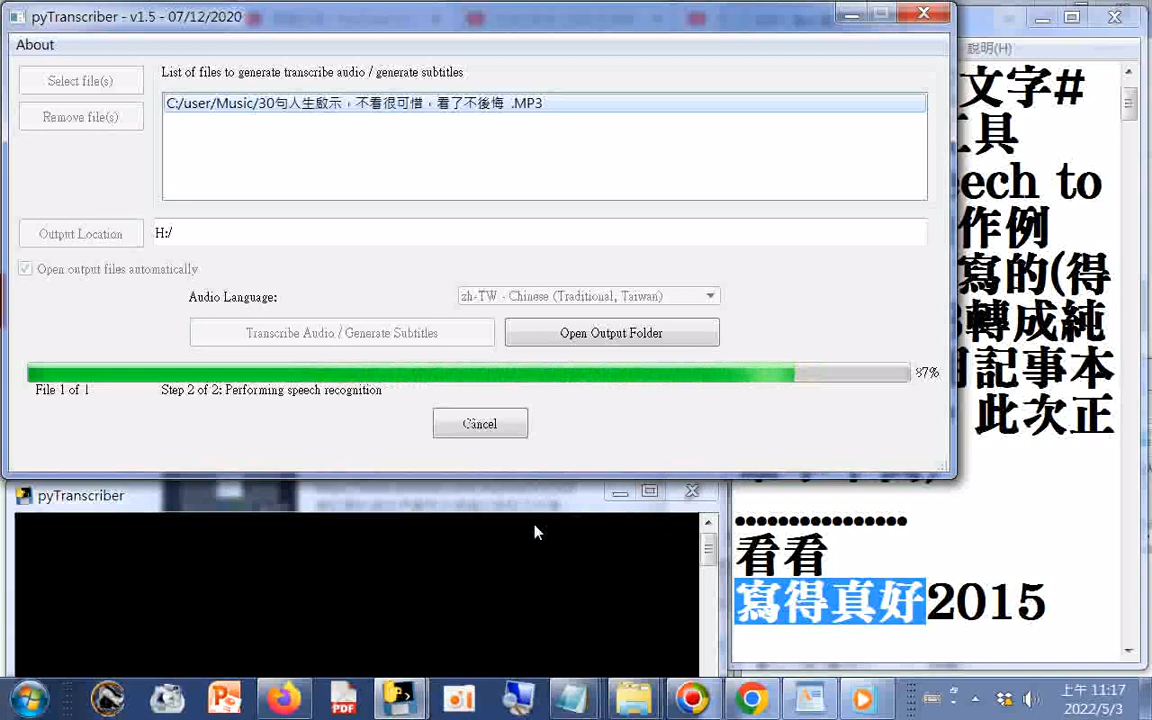 pyTranscriber - v1.5 - 07/12/2020
About
Select file(s)
List of files to generate transcribe audio / generate subtitles
C:/user/Music/30句人生啟示，不看很可惜，看了不後悔 .MP3
Remove file(s)
Output Location
H:/
Open output files automatically
Audio Language:
zh-TW - Chinese (Traditional, Taiwan)
Transcribe Audio / Generate Subtitles
Open Output Folder
87%
File 1 of 1
Step 2 of 2: Performing speech recognition
Cancel
說明(H)
文字#
工具
eech to
作例
寫的(得
轉成純
記事本
此次正
...............
看看
寫得真好2015
pyTranscriber
PDF
上午 11:17
2022/5/3